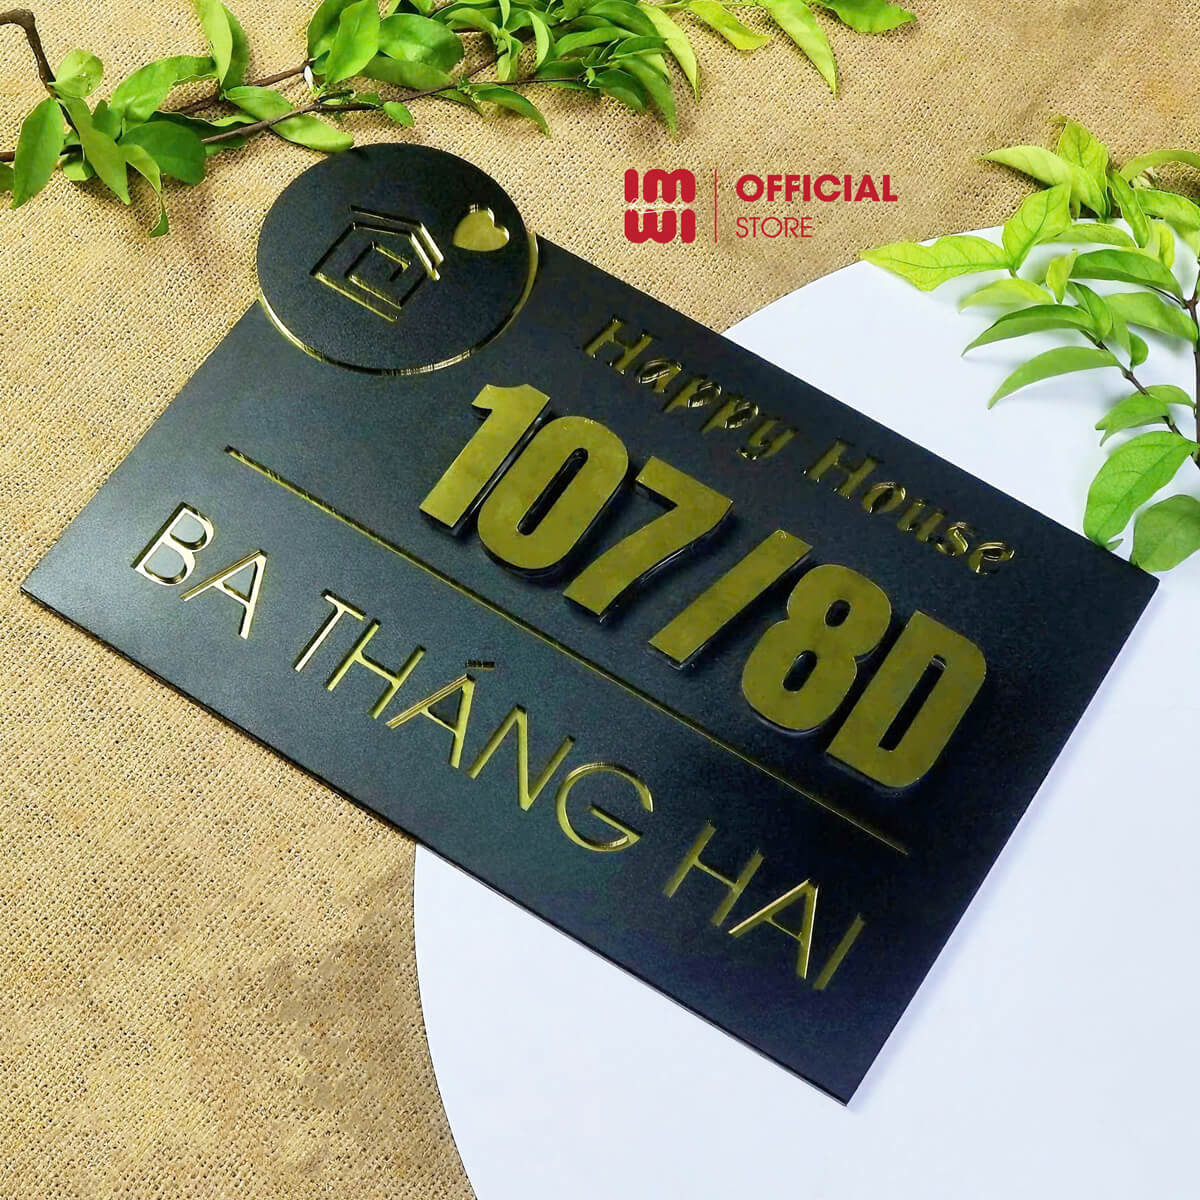 IMWI
OFFICIAL
STORE
Happy House
107/8D
BA THÁNG HAI